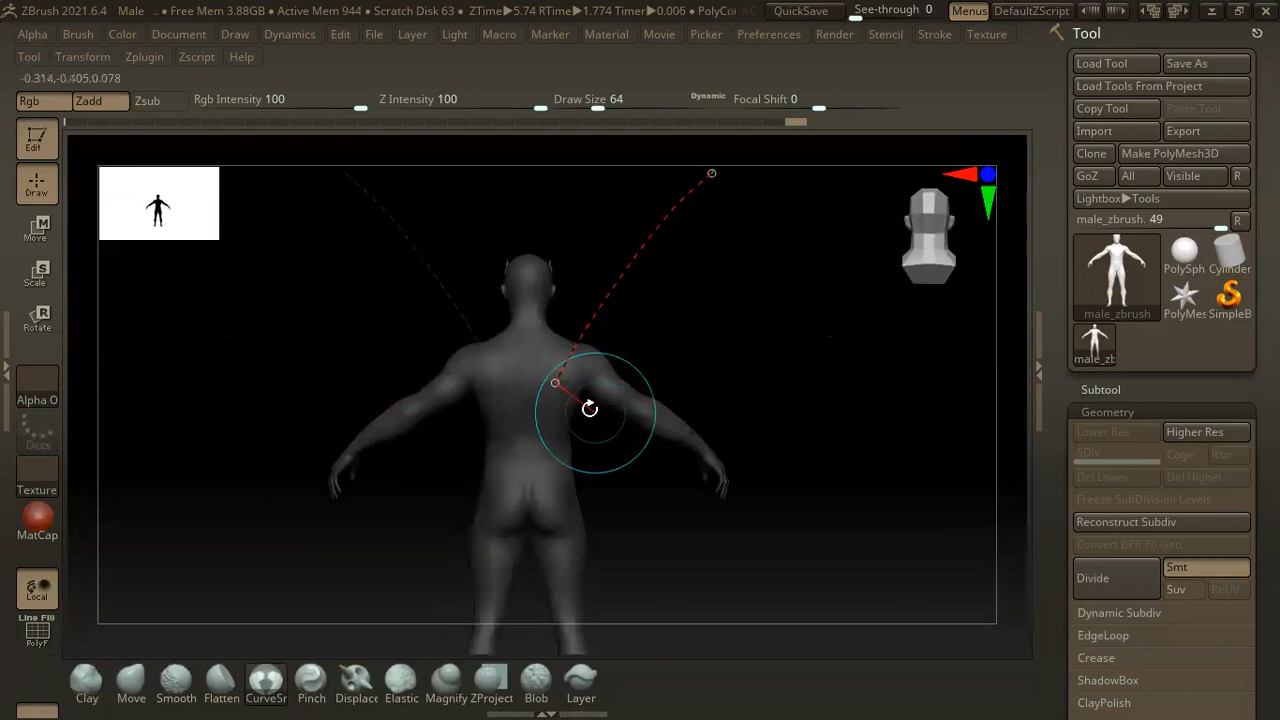 ZBrush 2021.6.4 Male .. • Free Mem 3.88GB • Active Mem 944 • Scratch Disk 63 • ZTime▶5.74 RTime▶1.774 Timer▶0.006 • PolyCo
QuickSave
See-through 0
Menus
DefaultZScript
Alpha Brush Color Document Draw Dynamics Edit File Layer Light Macro Marker Material Movie Picker Preferences Render Stencil Stroke Texture
Tool Transform Zplugin Zscript Help
-0.314,-0.405,0.078
Rgb Zadd Zsub Rgb Intensity 100 Z Intensity 100 Draw Size 64 Dynamic Focal Shift 0
Edit
Draw
M
Move
S
Scale
R
Rotate
Alpha O
Dots
Texture
MatCap
Local
Line Fill
PolyF
Clay Move Smooth Flatten CurveSr Pinch Displace Elastic Magnify ZProject Blob Layer
Tool
Load Tool Save As
Load Tools From Project
Copy Tool Paste Tool
Import Export
Clone Make PolyMesh3D
GoZ All Visible R
Lightbox▶Tools
male_zbrush. 49 R
male_zbrush
PolySph
Cylinder
PolyMes
SimpleB
male_zb
Subtool
Geometry
Lower Res Higher Res
SDiv Cage Rstr
Del Lower Del Higher
Freeze SubDivision Levels
Reconstruct Subdiv
Convert BPR To Geo
Divide
Smt
Suv ReUV
Dynamic Subdiv
EdgeLoop
Crease
ShadowBox
ClayPolish